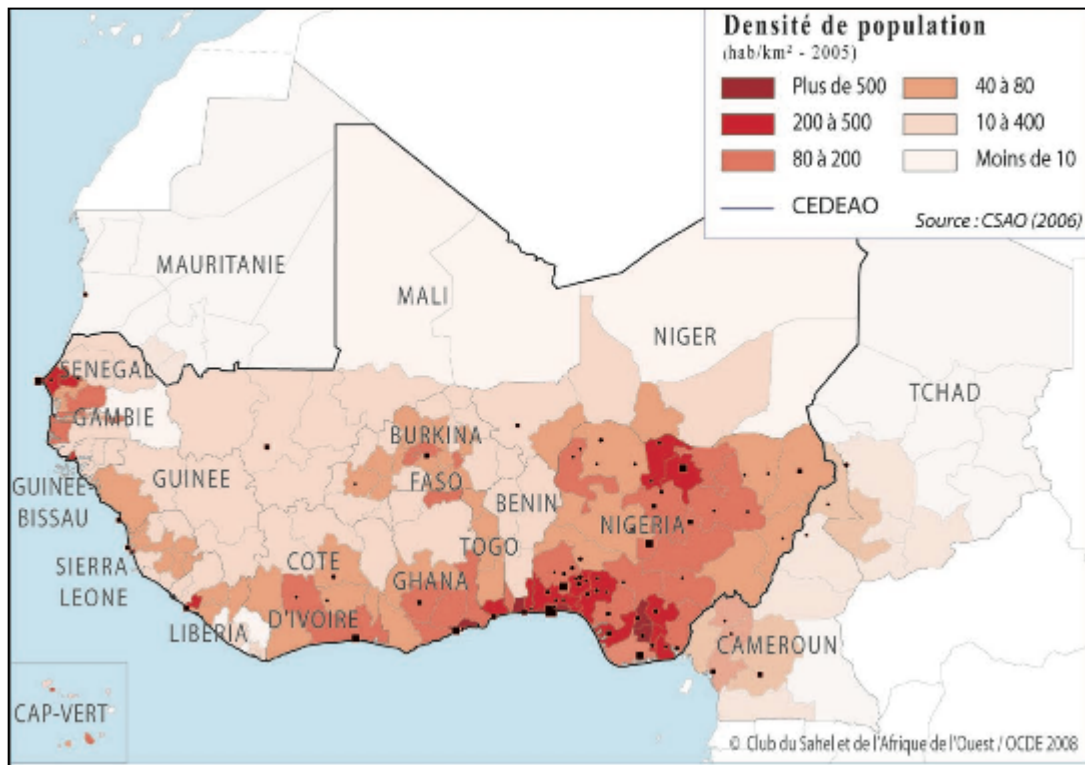 Densité de population
(hab/km² - 2005)
Plus de 500
200 à 500
80 à 200
40 à 80
10 à 400
Moins de 10
CEDEAO
Source : CSAO (2006)
MAURITANIE
MALI
NIGER
TCHAD
SENEGAL
GAMBIE
GUINEE
BISSAU
GUINEE
BURKINA
FASO
BENIN
NIGERIA
TOGO
SIERRA
LEONE
COTE
D'IVOIRE
GHANA
LIBERIA
CAMEROUN
CAP-VERT
© Club du Sahel et de l'Afrique de l'Ouest / OCDE 2008